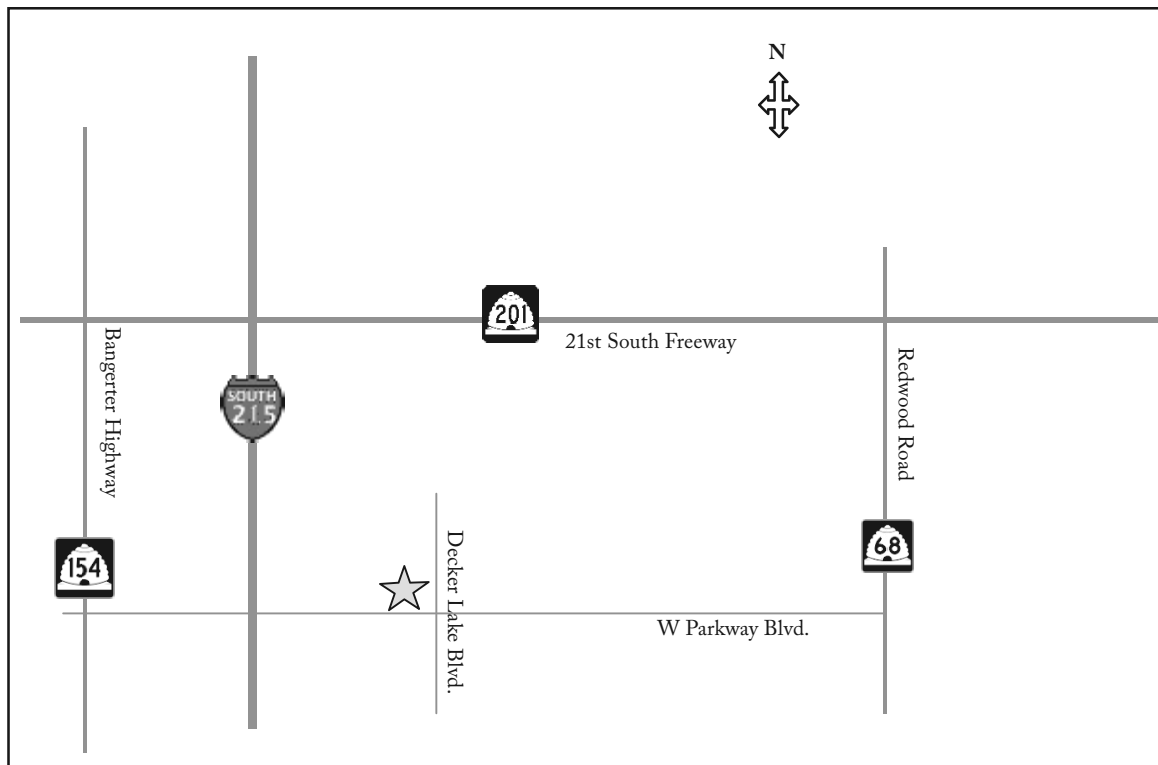 N
201
21st South Freeway
Bangerter Highway
Redwood Road
SOUTH
215
154
68
Decker Lake Blvd.
W Parkway Blvd.